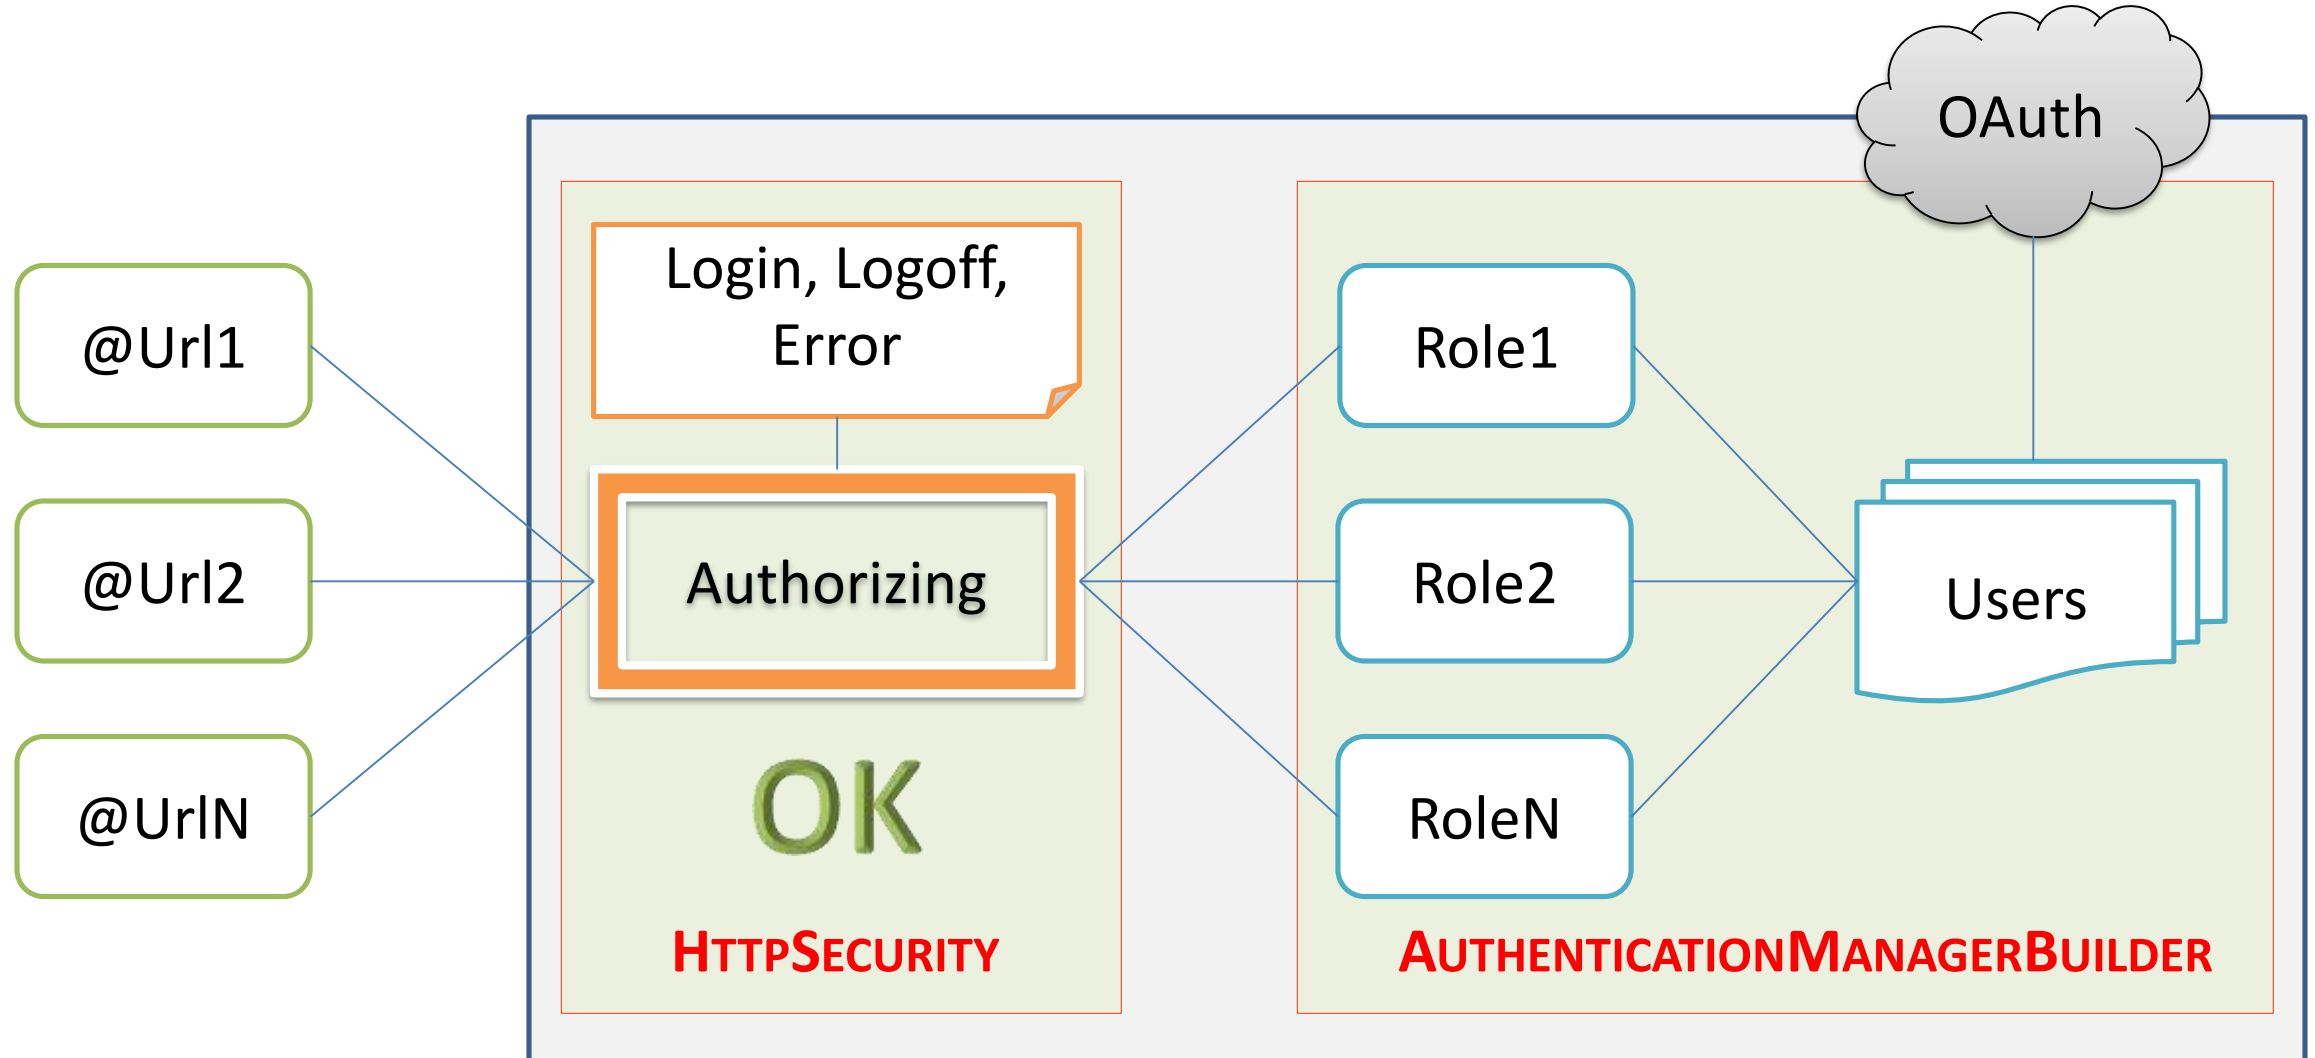 OAuth
Login, Logoff,
Error
@Url1
Role1
@Url2
Authorizing
Role2
Users
@UrlN
OK
RoleN
HttpSecurity
AuthenticationManagerBuilder